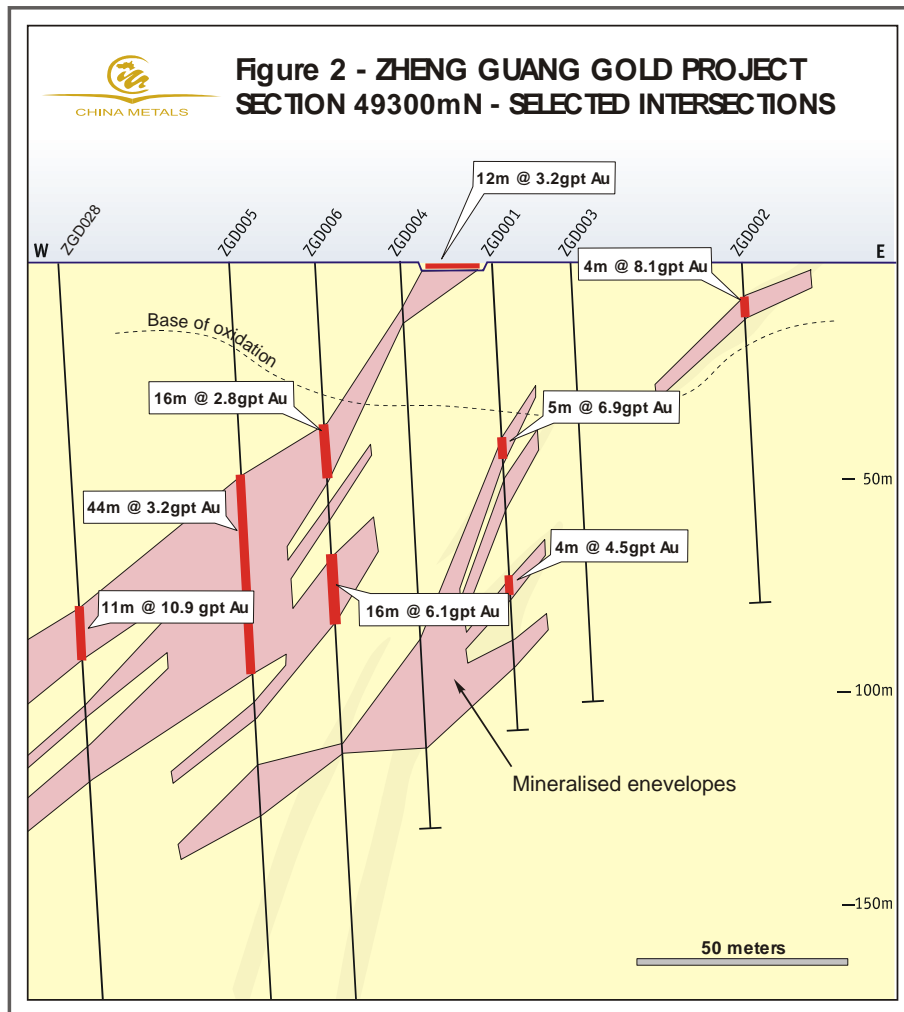 CHINA METALS
Figure 2 - ZHENG GUANG GOLD PROJECT
SECTION 49300mN - SELECTED INTERSECTIONS
12m @ 3.2gpt Au
ZGD028
ZGD005
ZGD006
ZGD004
ZGD001
ZGD003
ZGD002
W
E
4m @ 8.1gpt Au
Base of oxidation
16m @ 2.8gpt Au
5m @ 6.9gpt Au
50m
44m @ 3.2gpt Au
4m @ 4.5gpt Au
11m @ 10.9 gpt Au
16m @ 6.1gpt Au
100m
Mineralised enevelopes
150m
50 meters